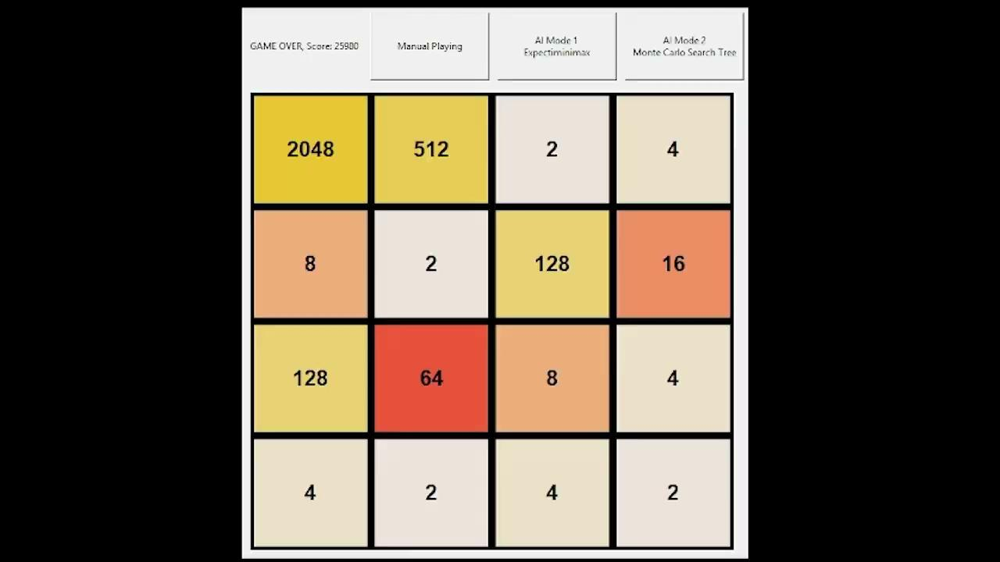 GAME OVER, Score: 25980
Manual Playing
AI Mode 1
Expectiminimax
AI Mode 2
Monte Carlo Search Tree
2048 512 2 4
8 2 128 16
128 64 8 4
4 2 4 2